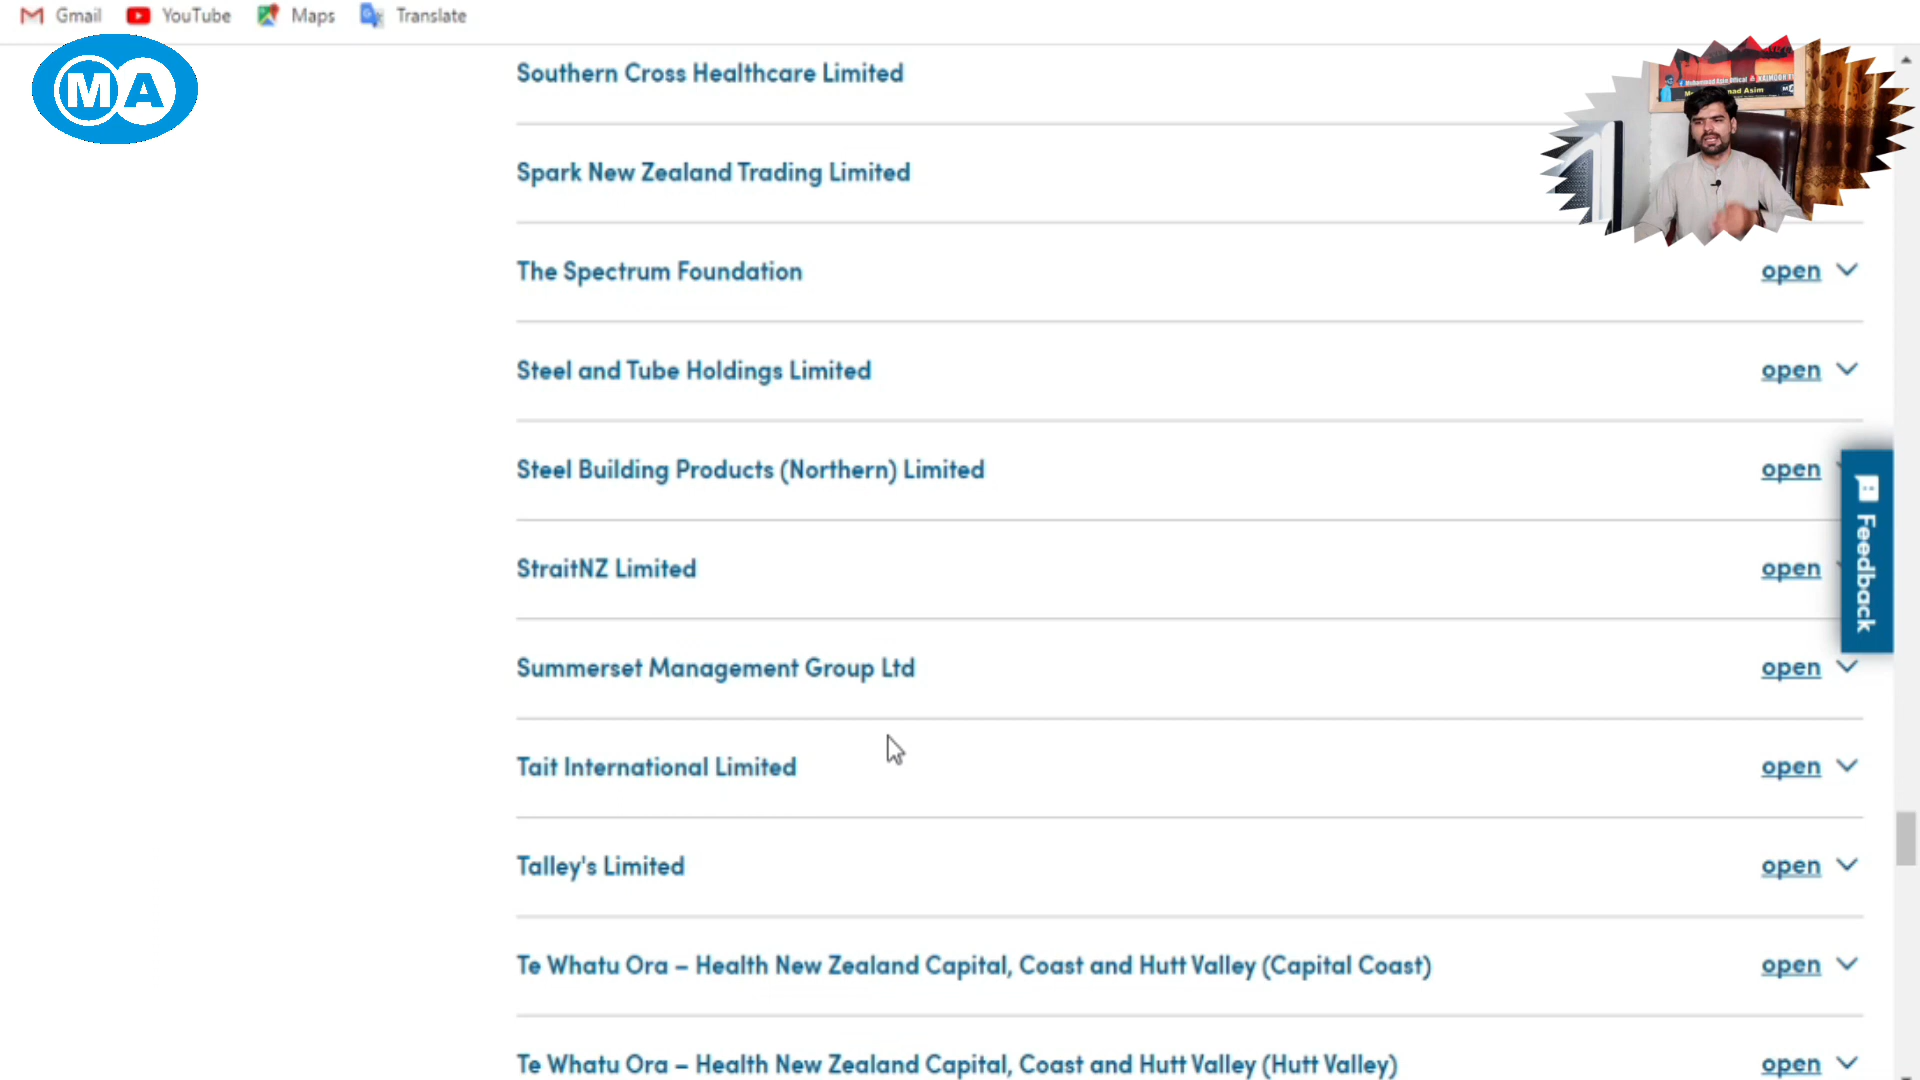 Gmail YouTube Maps Translate
MA
Southern Cross Healthcare Limited
Spark New Zealand Trading Limited
The Spectrum Foundation open
Steel and Tube Holdings Limited open
Steel Building Products (Northern) Limited open
StraitNZ Limited open
Feedback
Summerset Management Group Ltd open
Tait International Limited open
Talley's Limited open
Te Whatu Ora – Health New Zealand Capital, Coast and Hutt Valley (Capital Coast) open
Te Whatu Ora – Health New Zealand Capital, Coast and Hutt Valley (Hutt Valley) open